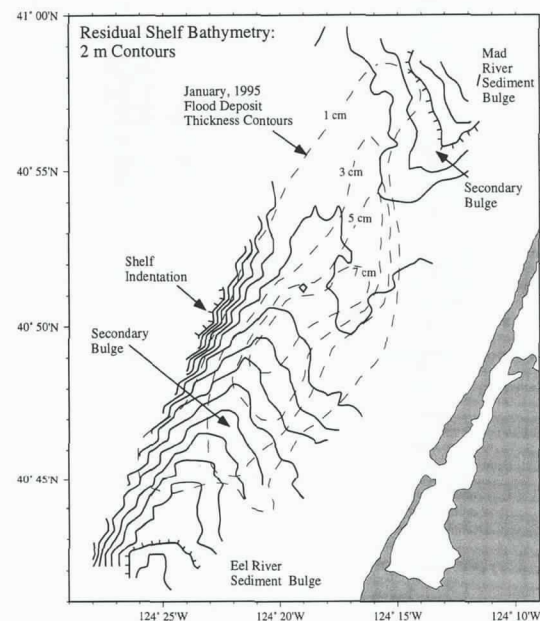 41° 00'N
Residual Shelf Bathymetry:
2 m Contours
January, 1995
Flood Deposit
Thickness Contours
1 cm
Mad
River
Sediment
Bulge
40° 55'N
3 cm
Secondary
Bulge
5 cm
Shelf
Indentation
7 cm
40° 50'N
Secondary
Bulge
40° 45'N
Eel River
Sediment Bulge
124° 25'W
124° 20'W
124° 15'W
124° 10'W